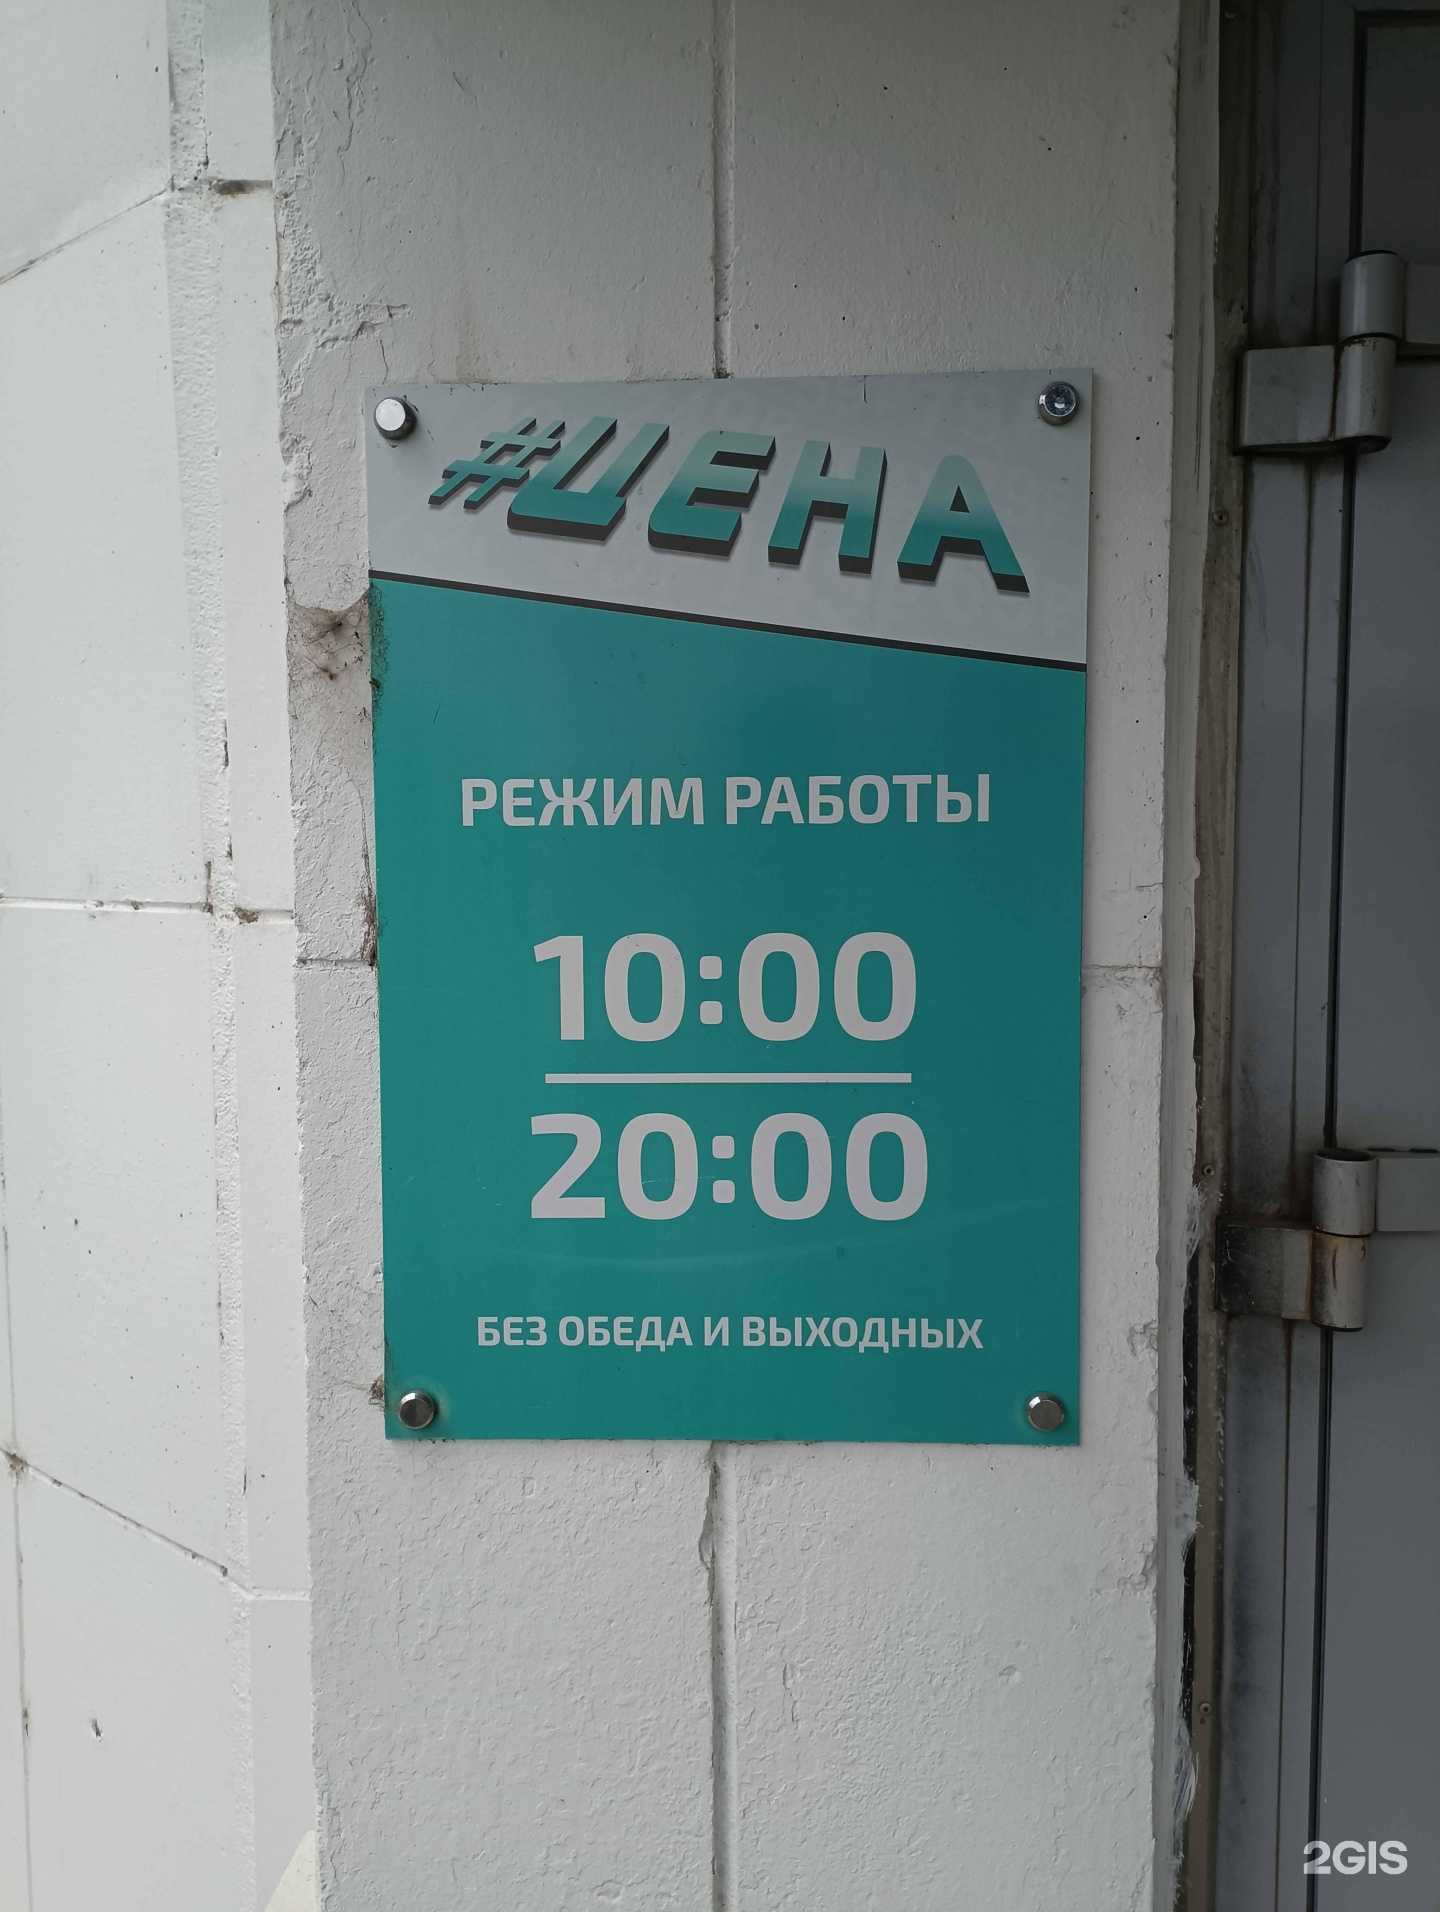 #ЦЕНА
РЕЖИМ РАБОТЫ
10:00
20:00
БЕЗ ОБЕДА И ВЫХОДНЫХ
2GIS